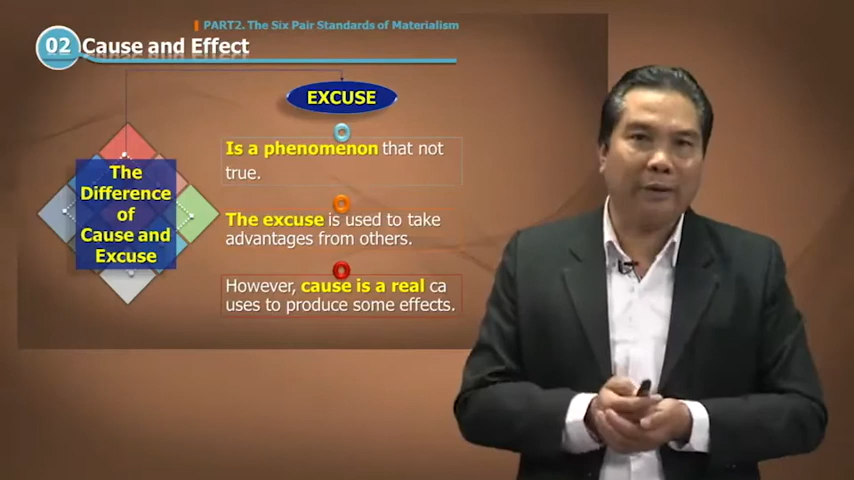 PART2. The Six Pair Standards of Materialism
02 Cause and Effect
EXCUSE
Is a phenomenon that not
true.
The excuse is used to take
advantages from others.
However, cause is a real ca
uses to produce some effects.
The
Difference
of
Cause and
Excuse